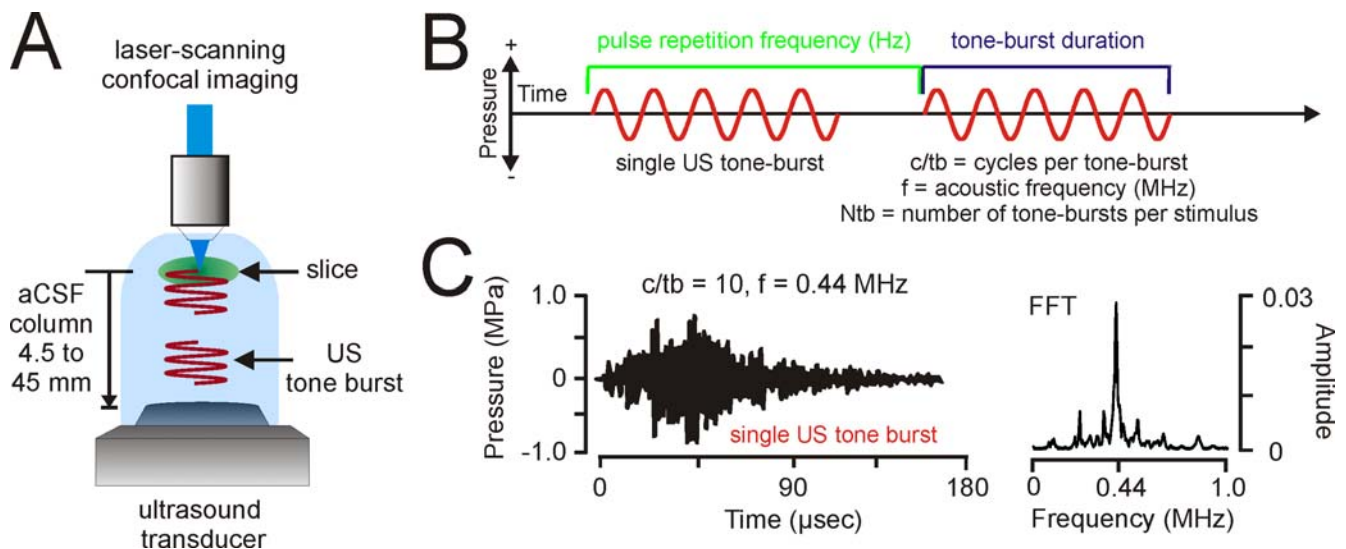 A
laser-scanning
confocal imaging
slice
aCSF
column
4.5 to
45 mm
US
tone burst
ultrasound
transducer
B
pulse repetition frequency (Hz)
tone-burst duration
+
Pressure
-
Time
single US tone-burst
c/tb = cycles per tone-burst
f = acoustic frequency (MHz)
Ntb = number of tone-bursts per stimulus
C
c/tb = 10, f = 0.44 MHz
Pressure (MPa)
1.0
0
-1.0
single US tone burst
0
90
180
Time (µsec)
FFT
0.03
0
Amplitude
0
0.44
1.0
Frequency (MHz)